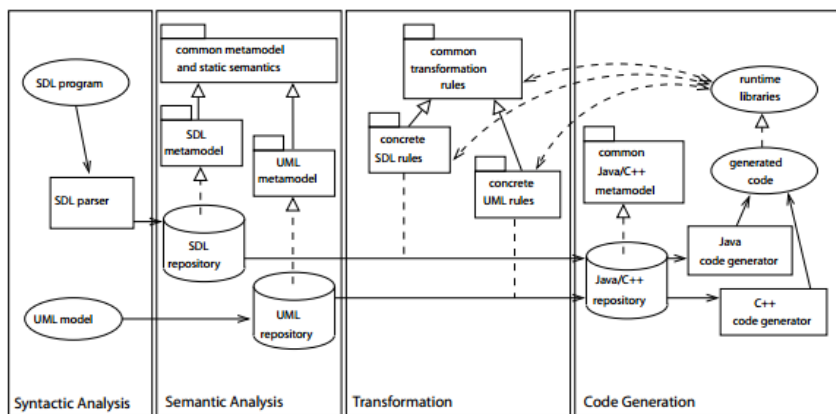 SDL program
SDL parser
UML model
Syntactic Analysis
common metamodel
and static semantics
SDL
metamodel
UML
metamodel
SDL
repository
UML
repository
Semantic Analysis
common
transformation
rules
concrete
SDL rules
concrete
UML rules
Transformation
runtime
libraries
common
Java/C++
metamodel
generated
code
Java
code generator
Java/C++
repository
C++
code generator
Code Generation